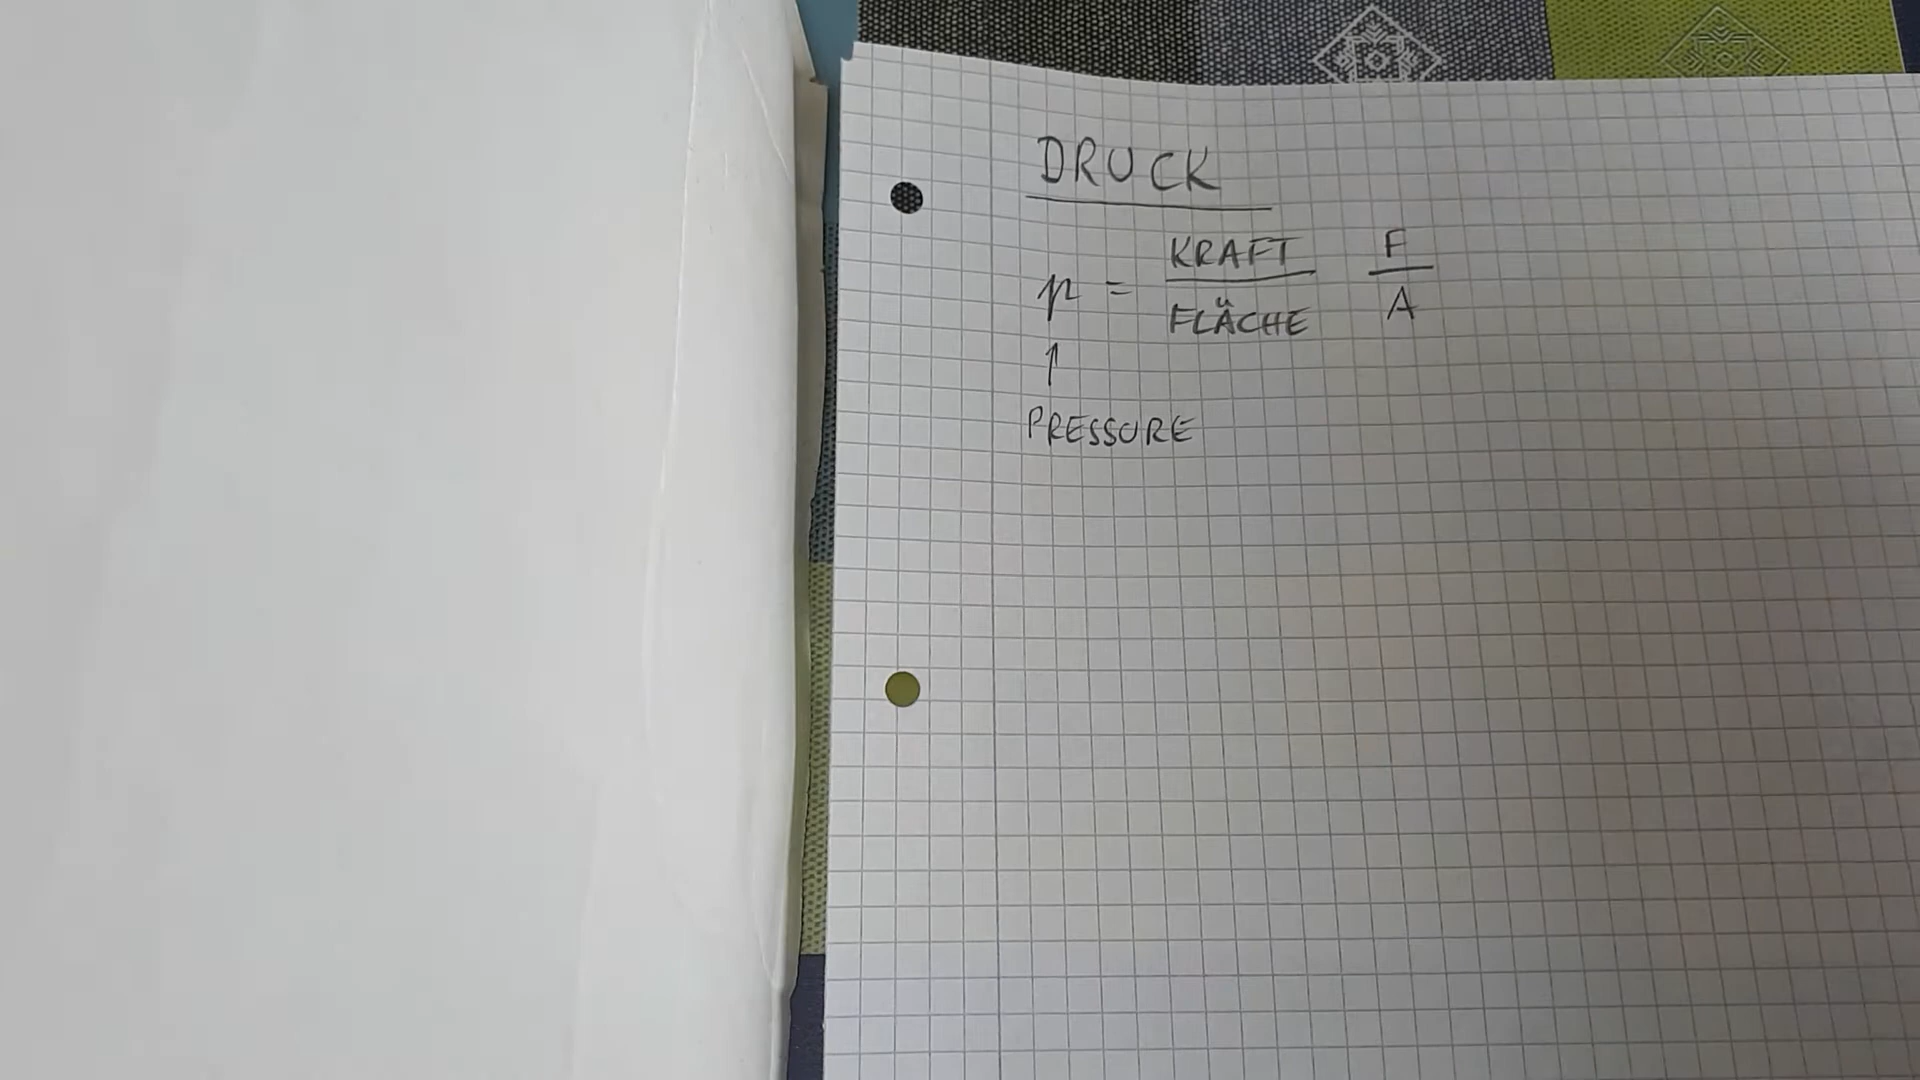 DRUCK
p = KRAFT F
FLÄCHE A
↑
PRESSURE